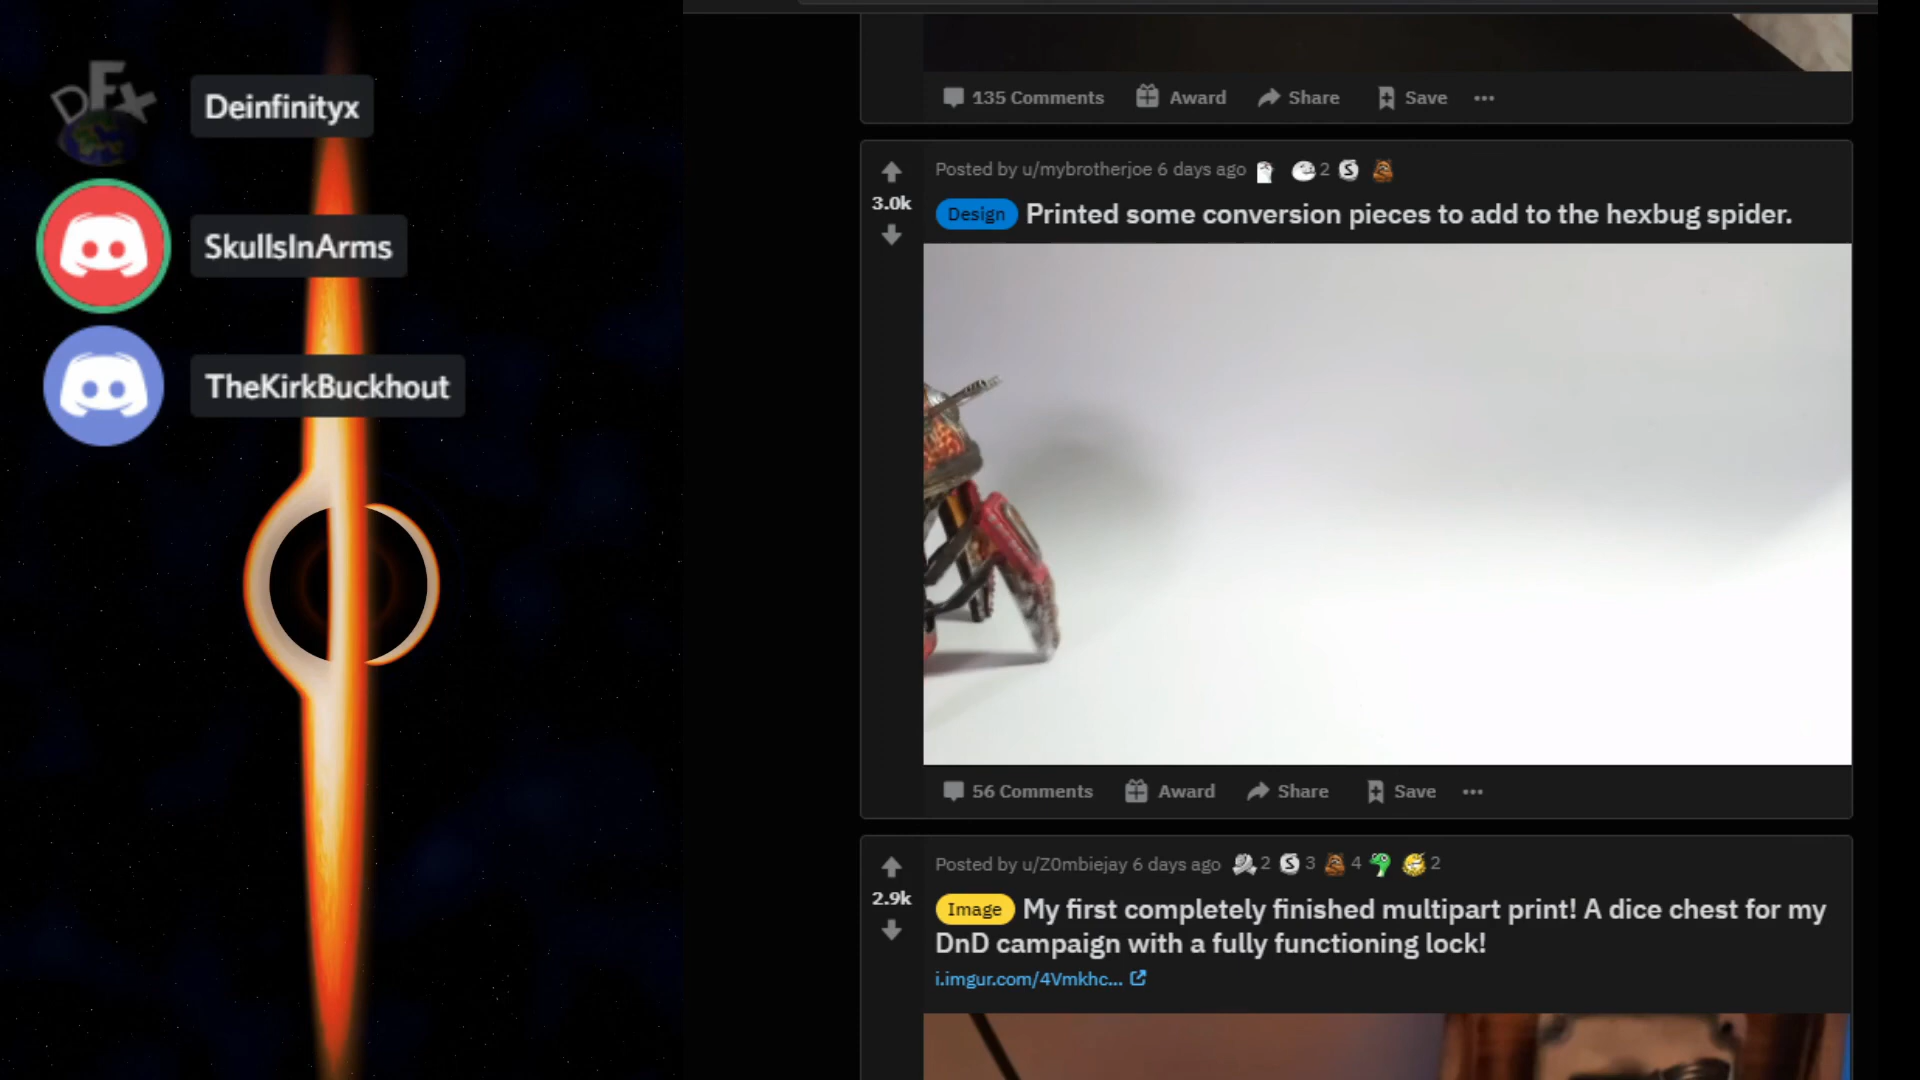 DFX
Deinfinityx
SkullsInArms
TheKirkBuckhout
135 Comments Award Share Save
Posted by u/mybrotherjoe 6 days ago 2
3.0k
Design Printed some conversion pieces to add to the hexbug spider.
56 Comments Award Share Save
Posted by u/Z0mbiejay 6 days ago 2 3 4 2
2.9k
Image My first completely finished multipart print! A dice chest for my
DnD campaign with a fully functioning lock!
i.imgur.com/4Vmkhc...